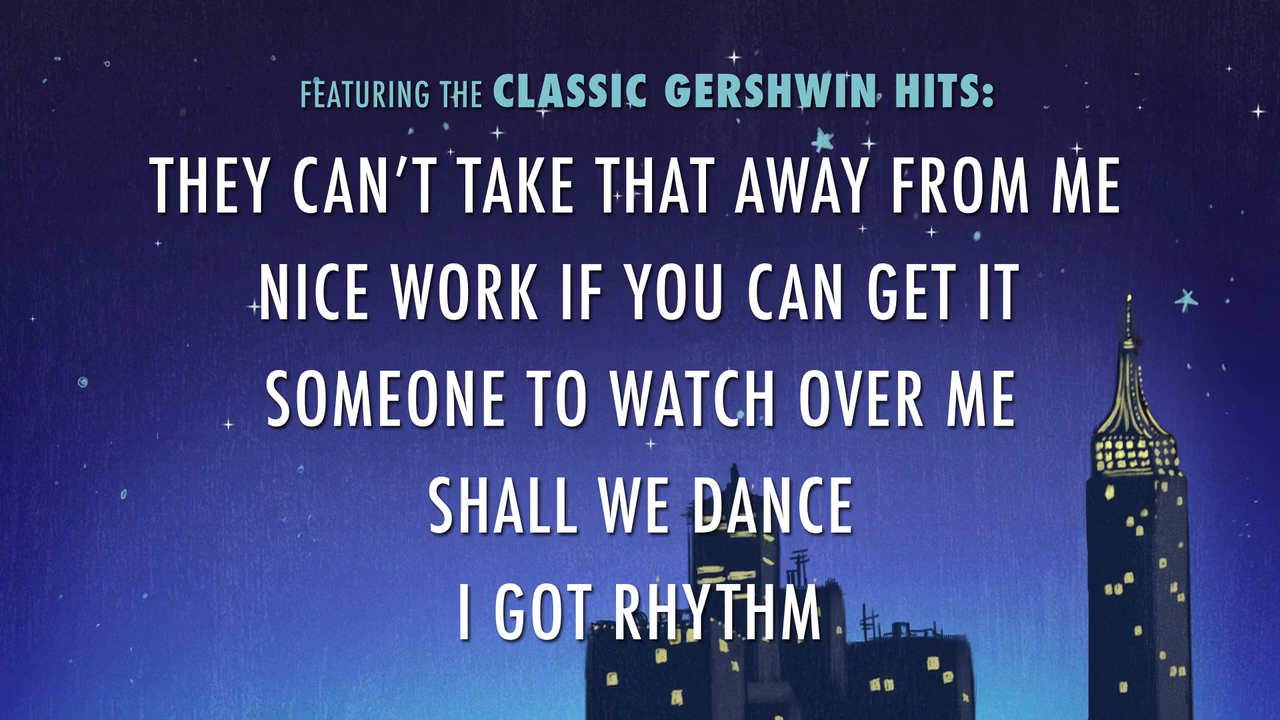 FEATURING THE CLASSIC GERSHWIN HITS:
THEY CAN’T TAKE THAT AWAY FROM ME
NICE WORK IF YOU CAN GET IT
SOMEONE TO WATCH OVER ME
SHALL WE DANCE
I GOT RHYTHM